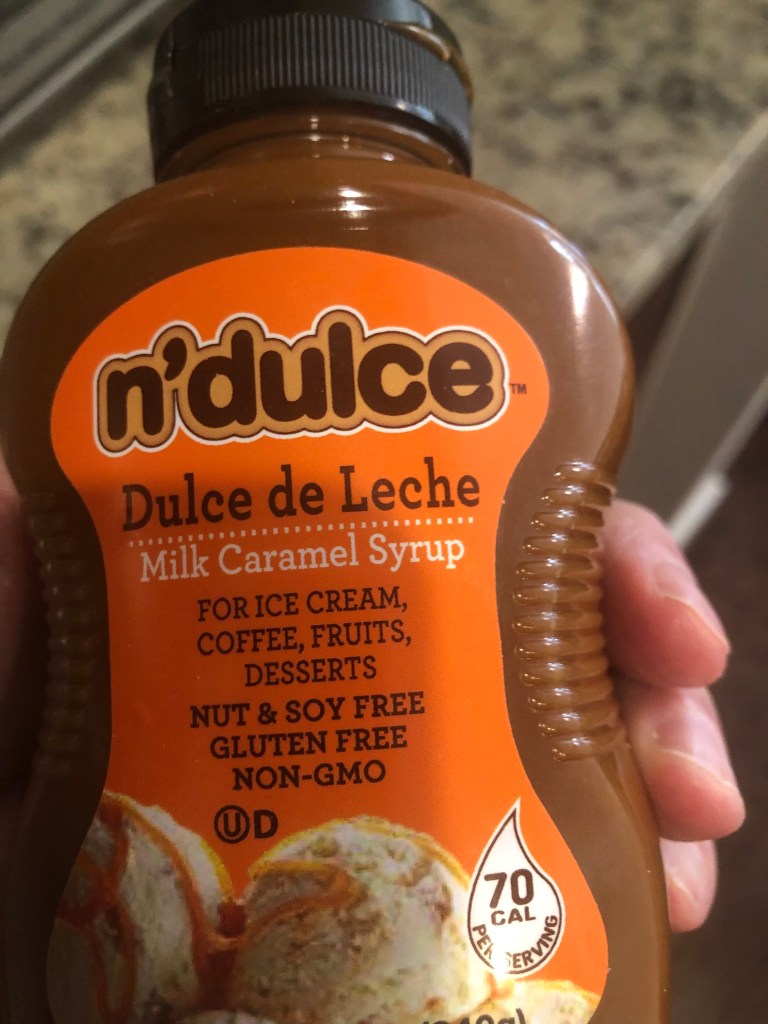 n'dulce™
Dulce de Leche
Milk Caramel Syrup
FOR ICE CREAM,
COFFEE, FRUITS,
DESSERTS
NUT & SOY FREE
GLUTEN FREE
NON-GMO
Ⓤ D
70
CAL
PER SERVING